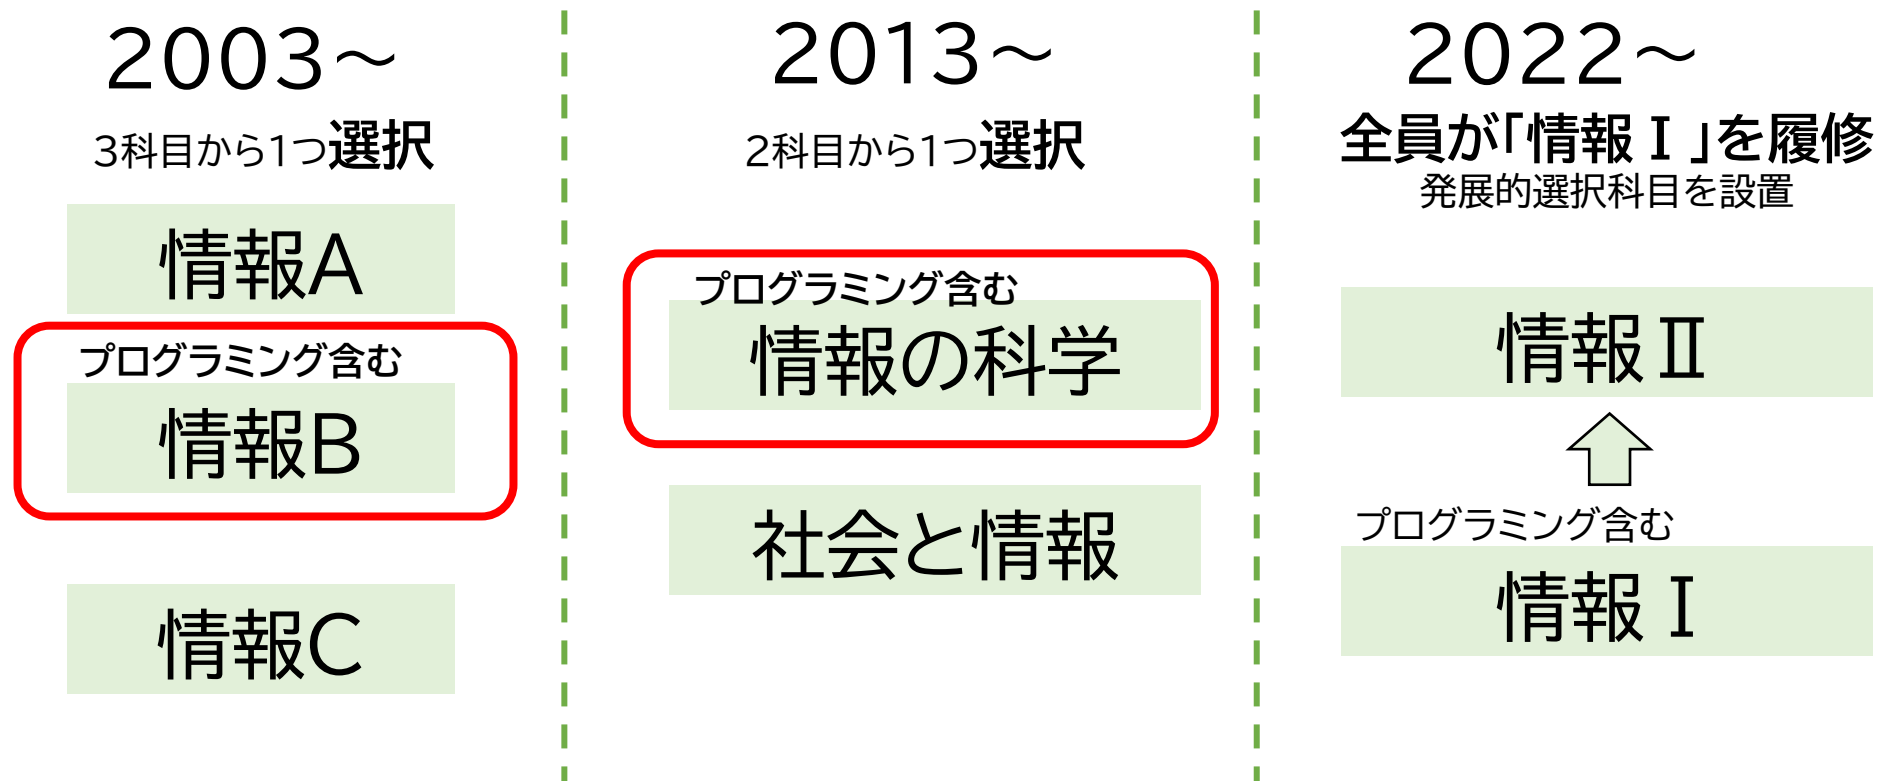 2003～
3科目から1つ選択
情報A
プログラミング含む
情報B
情報C
2013～
2科目から1つ選択
プログラミング含む
情報の科学
社会と情報
2022～
全員が「情報Ⅰ」を履修
発展的選択科目を設置
情報Ⅱ
プログラミング含む
情報Ⅰ